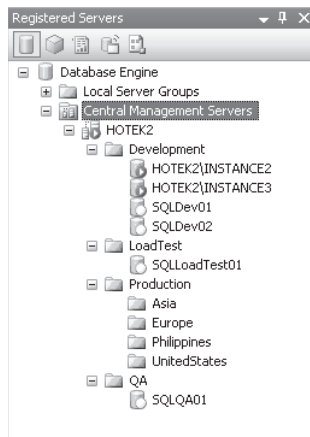 Registered Servers
Database Engine
Local Server Groups
Central Management Servers
HOTEK2
Development
HOTEK2\INSTANCE2
HOTEK2\INSTANCE3
SQLDev01
SQLDev02
LoadTest
SQLLoadTest01
Production
Asia
Europe
Philippines
UnitedStates
QA
SQLQA01